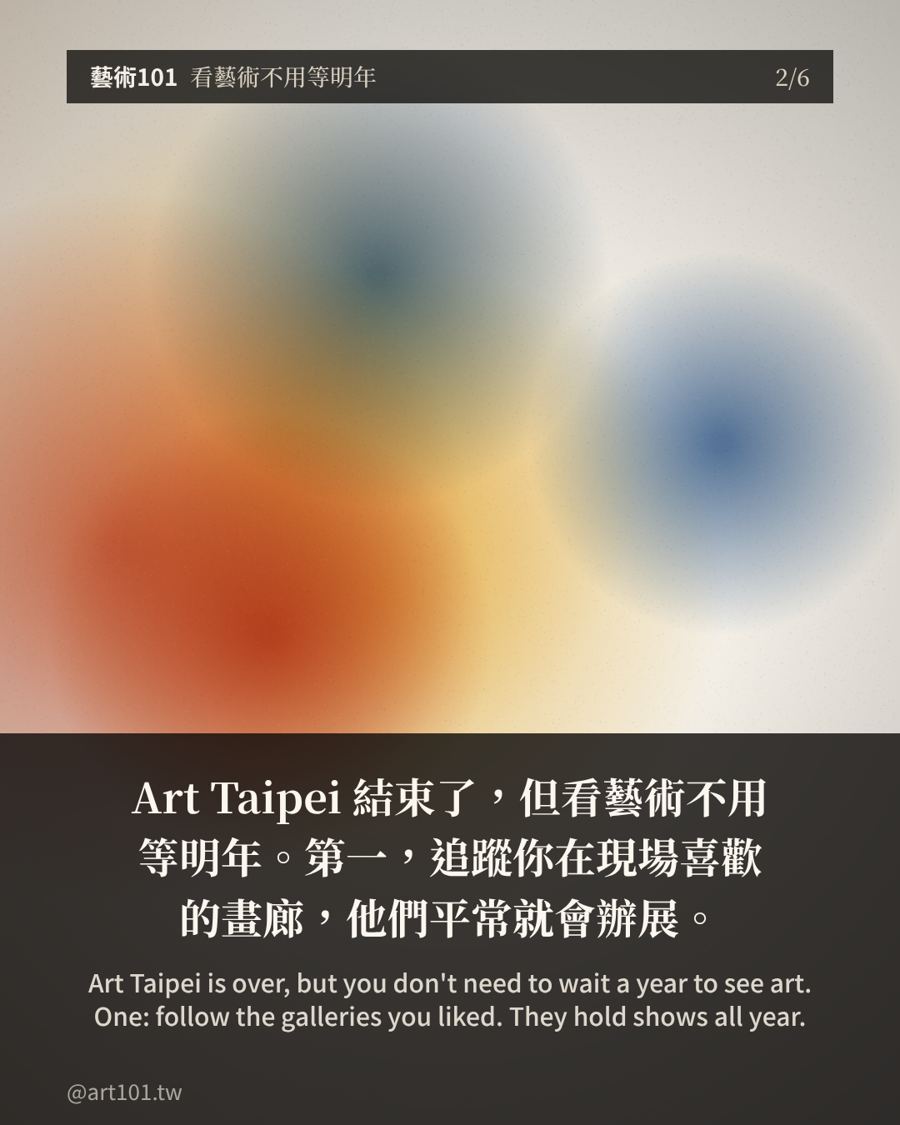 藝術101 看藝術不用等明年 2/6
Art Taipei 結束了，但看藝術不用
等明年。第一，追蹤你在現場喜歡
的畫廊，他們平常就會辦展。
Art Taipei is over, but you don't need to wait a year to see art.
One: follow the galleries you liked. They hold shows all year.
@art101.tw